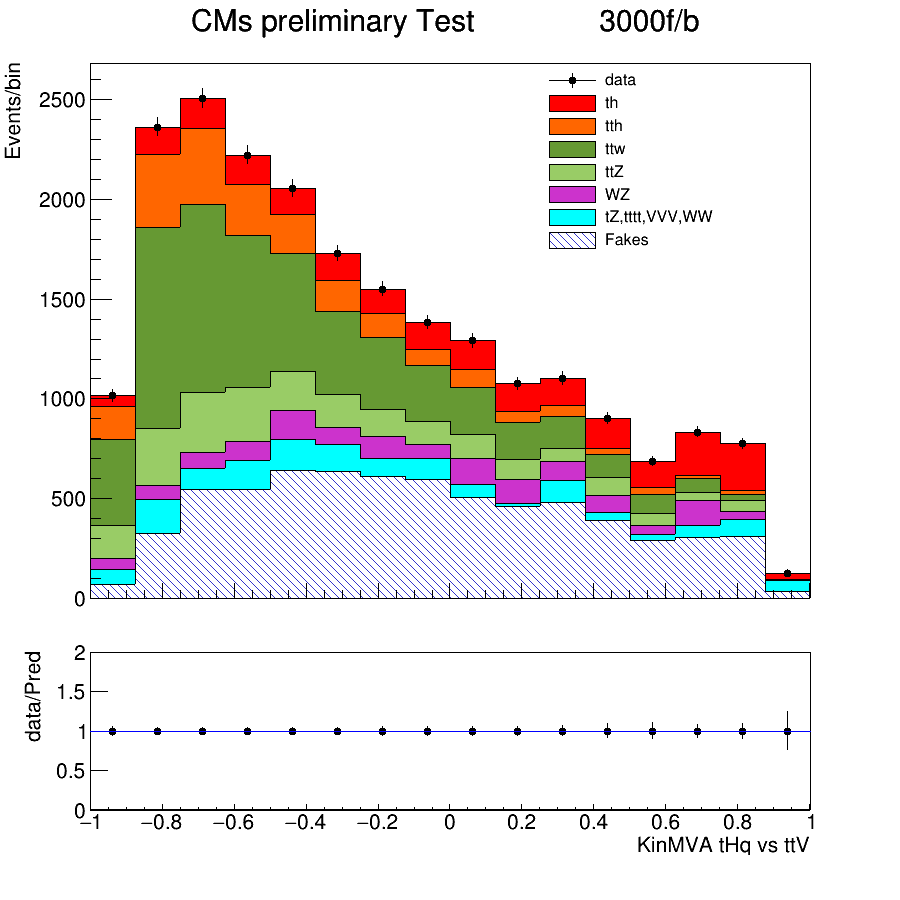 CMs preliminary Test 3000f/b
Events/bin
2500
2000
1500
1000
500
0
data
th
tth
ttw
ttZ
WZ
tZ,tttt,VVV,WW
Fakes
data/Pred
2
1.5
1
0.5
0
−1 −0.8 −0.6 −0.4 −0.2 0 0.2 0.4 0.6 0.8 1
KinMVA tHq vs ttV